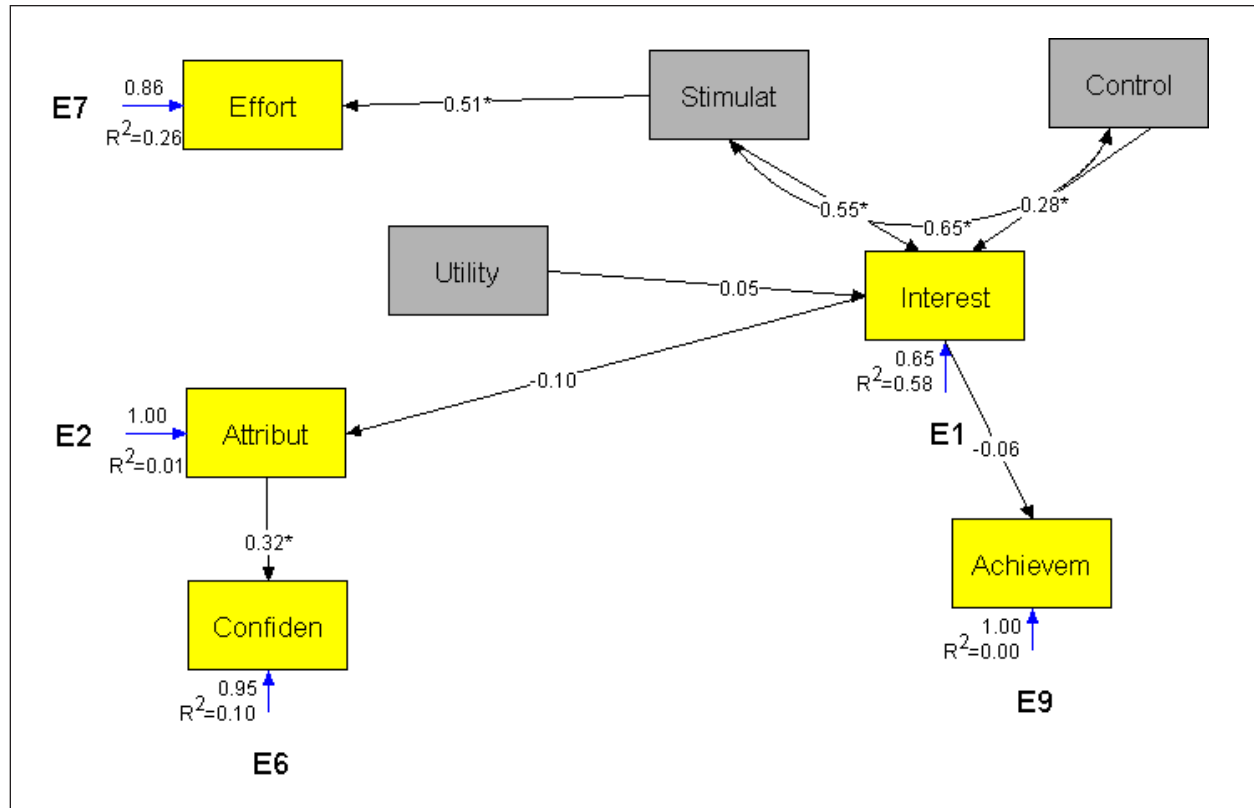 0.86
E7
R2=0.26
Effort
0.51*
Stimulat
Control
0.55*
0.65*
0.28*
Utility
0.05
Interest
0.65
R2=0.58
E1
-0.10
1.00
E2
R2=0.01
Attribut
-0.06
0.32*
Achievem
Confiden
1.00
R2=0.00
0.95
R2=0.10
E9
E6